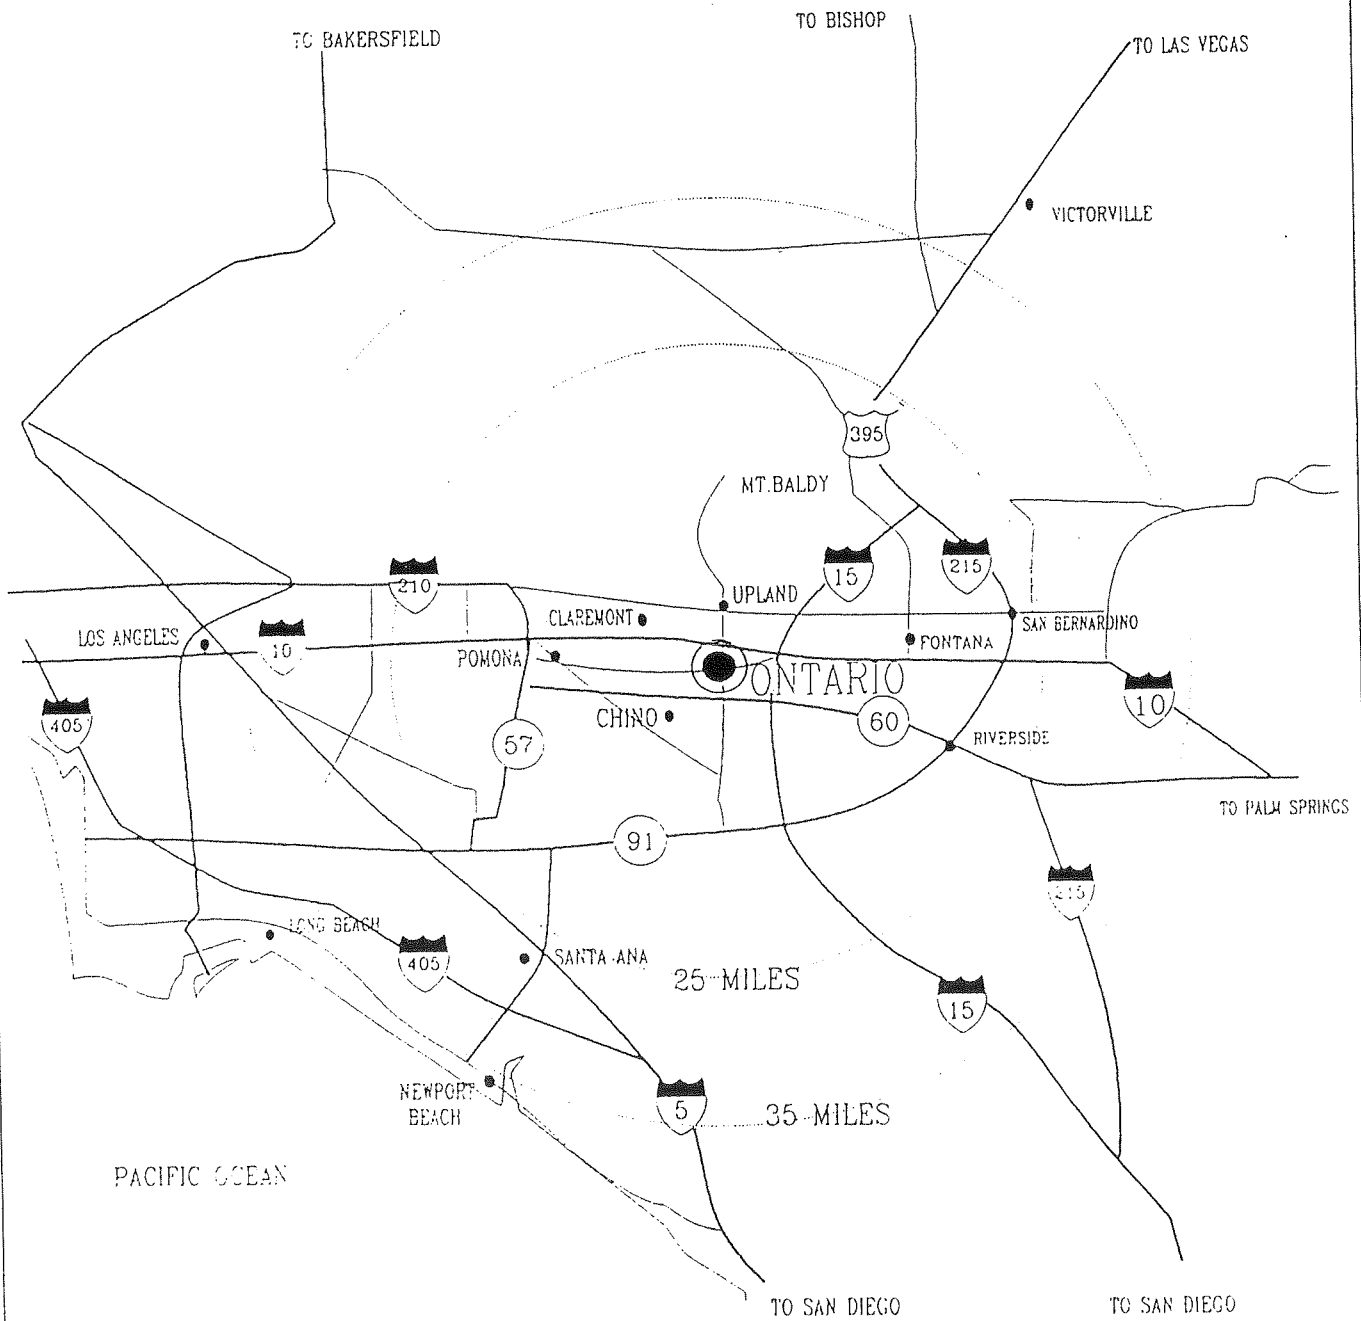 TO BISHOP
TO BAKERSFIELD
TO LAS VEGAS
VICTORVILLE
395
MT.BALDY
210
15
215
UPLAND
CLAREMONT
SAN BERNARDINO
LOS ANGELES
10
POMONA
FONTANA
ONTARIO
405
CHINO
60
10
57
RIVERSIDE
TO PALM SPRINGS
91
215
LONG BEACH
405
SANTA ANA
25 MILES
15
NEWPORT
BEACH
5
35 MILES
PACIFIC OCEAN
TO SAN DIEGO
TO SAN DIEGO